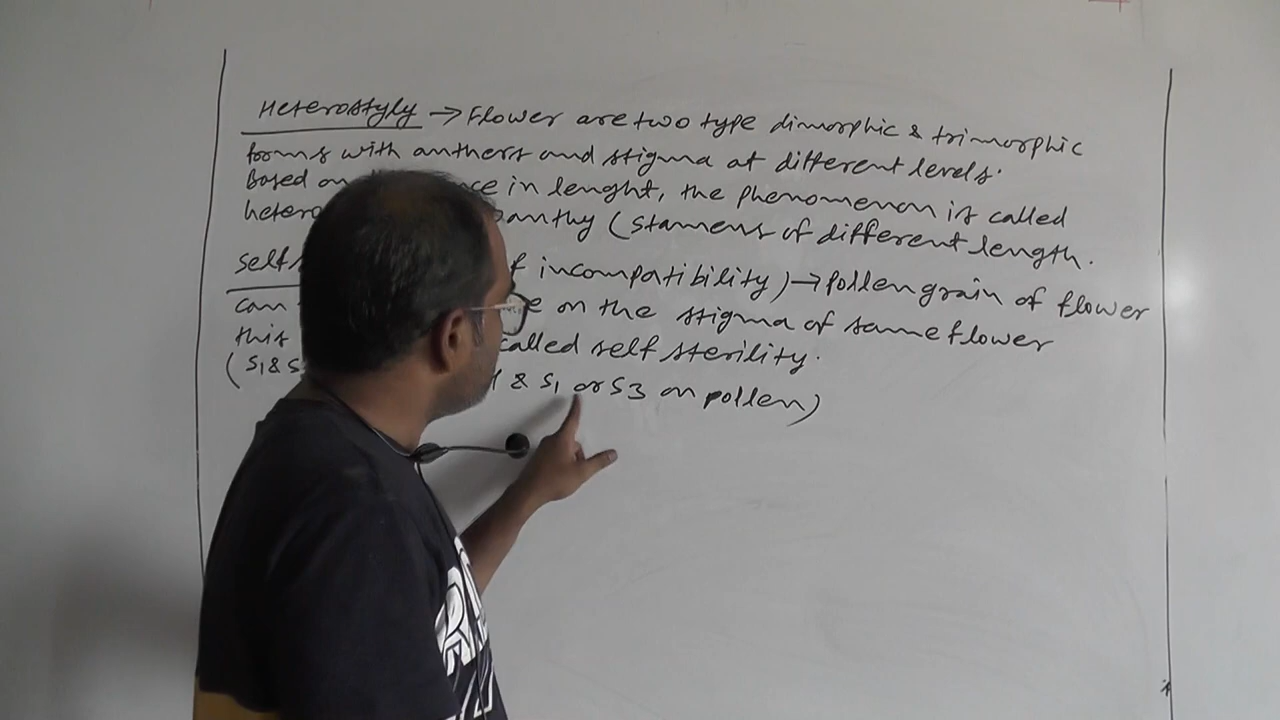 Heterostyly → Flower are two type dimorphic & trimorphic
forms with anthers and stigma at different levels.
Based on in lenght, the phenomenon is called
hetero anthy (stamens of different length.
self incompatibility) → pollen grain of flower
can on the stigma of same flower
this called self sterility.
(S1 & S & S1 or S3 on pollen)